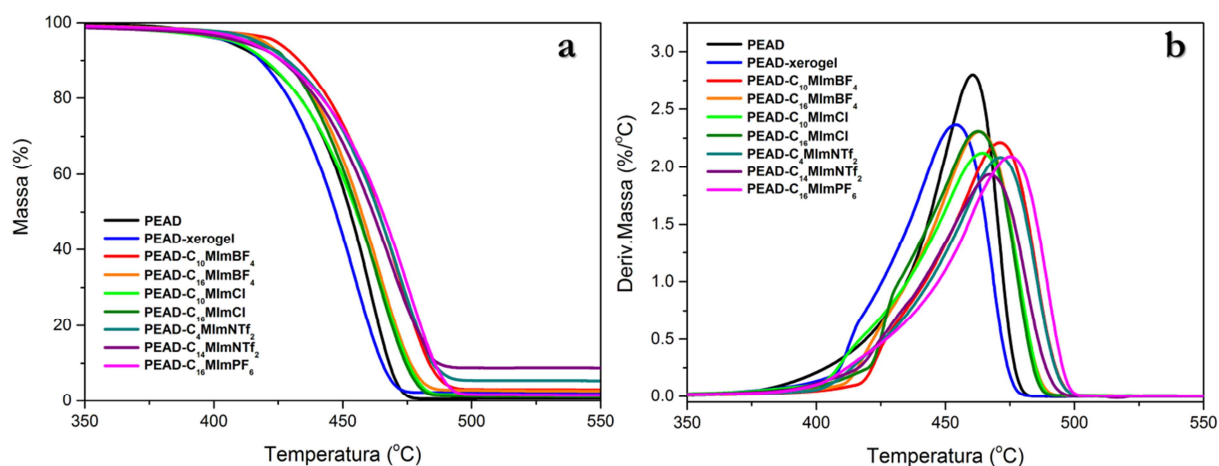 a
Massa (%)
100
80
60
40
20
0
PEAD
PEAD-xerogel
PEAD-C₁₀MImBF₄
PEAD-C₁₆MImBF₄
PEAD-C₁₀MImCl
PEAD-C₁₆MImCl
PEAD-C₄MImNTf₂
PEAD-C₁₄MImNTf₂
PEAD-C₁₆MImPF₆
350 400 450 500 550
Temperatura (°C)
b
Deriv.Massa (%/°C)
3.0
2.5
2.0
1.5
1.0
0.5
0.0
PEAD
PEAD-xerogel
PEAD-C₁₀MImBF₄
PEAD-C₁₆MImBF₄
PEAD-C₁₀MImCl
PEAD-C₁₆MImCl
PEAD-C₄MImNTf₂
PEAD-C₁₄MImNTf₂
PEAD-C₁₆MImPF₆
350 400 450 500 550
Temperatura (°C)